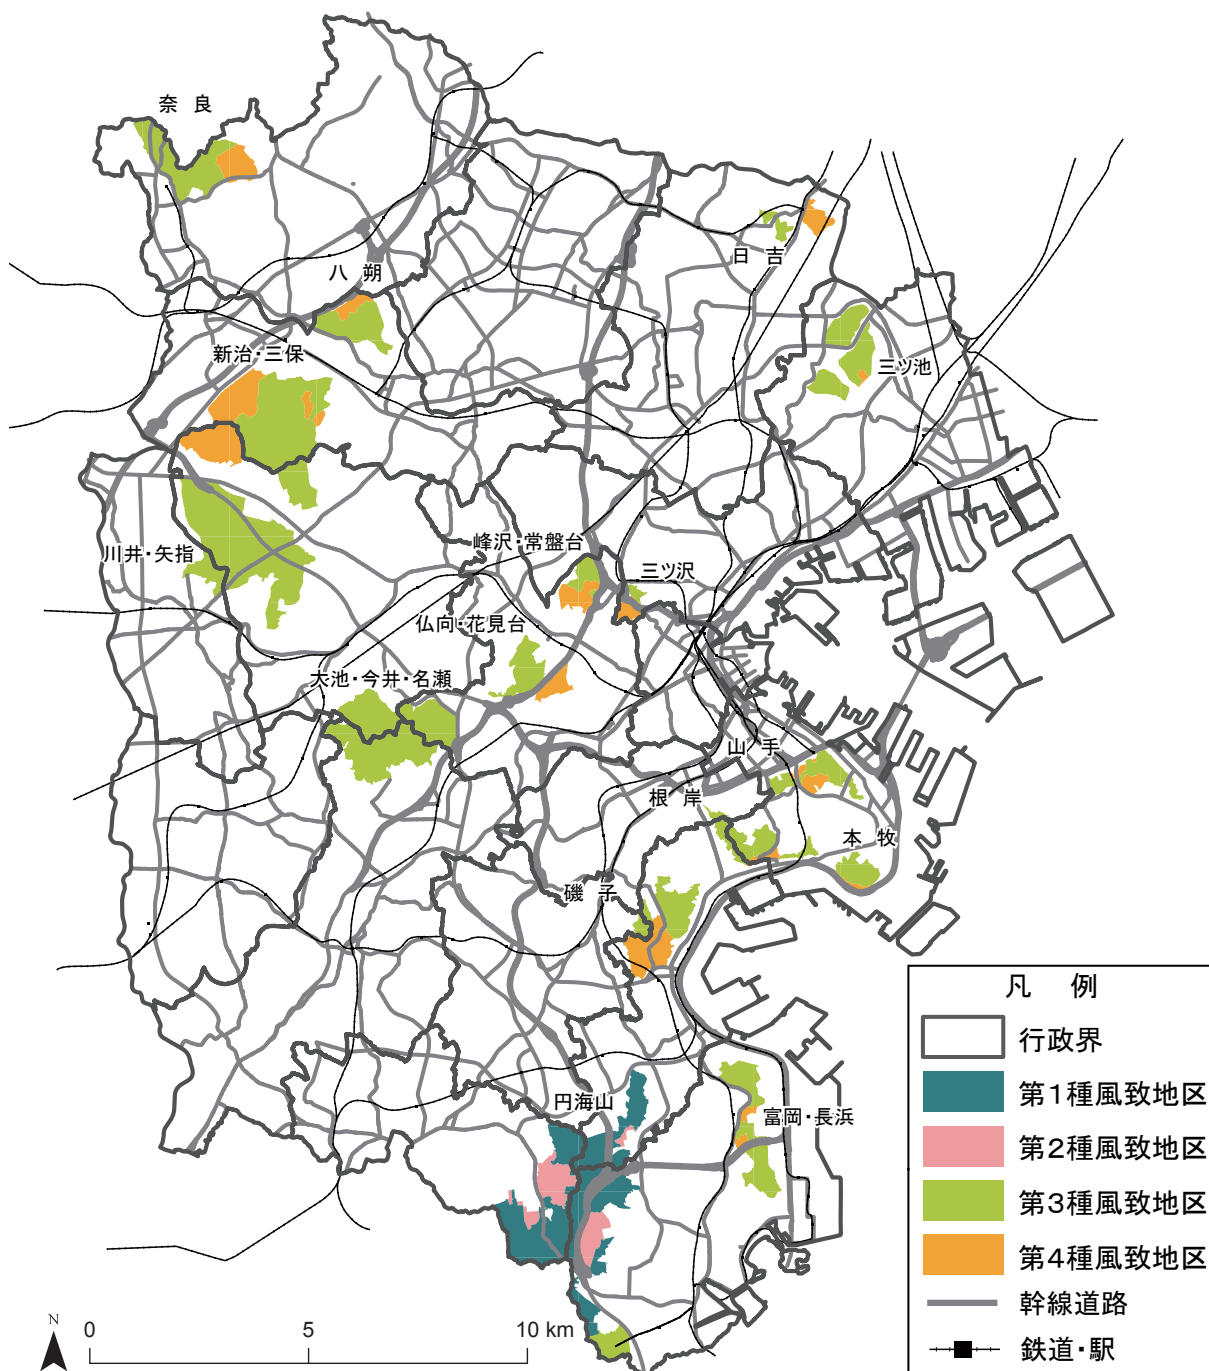 奈良
八朔
新治・三保
川井・矢指
日吉
三ツ池
峰沢・常盤台
三ツ沢
仏向・花見台
大池・今井・名瀬
山手
根岸
本牧
磯子
円海山
富岡・長浜
凡例
行政界
第1種風致地区
第2種風致地区
第3種風致地区
第4種風致地区
幹線道路
鉄道・駅
N
0 5 10 km